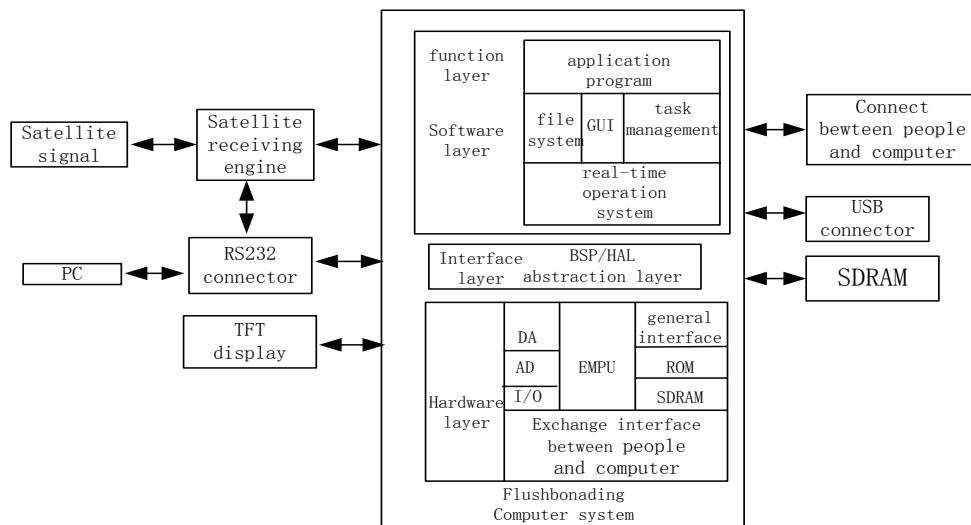 Satellite
signal
Satellite
receiving
engine
PC
RS232
connector
TFT
display
function
layer
Software
layer
application
program
file
system
GUI
task
management
real-time
operation
system
Interface
layer
BSP/HAL
abstraction layer
Hardware
layer
DA
AD
I/O
EMPU
general
interface
ROM
SDRAM
Exchange interface
between people
and computer
Flushbonading
Computer system
Connect
bewteen people
and computer
USB
connector
SDRAM